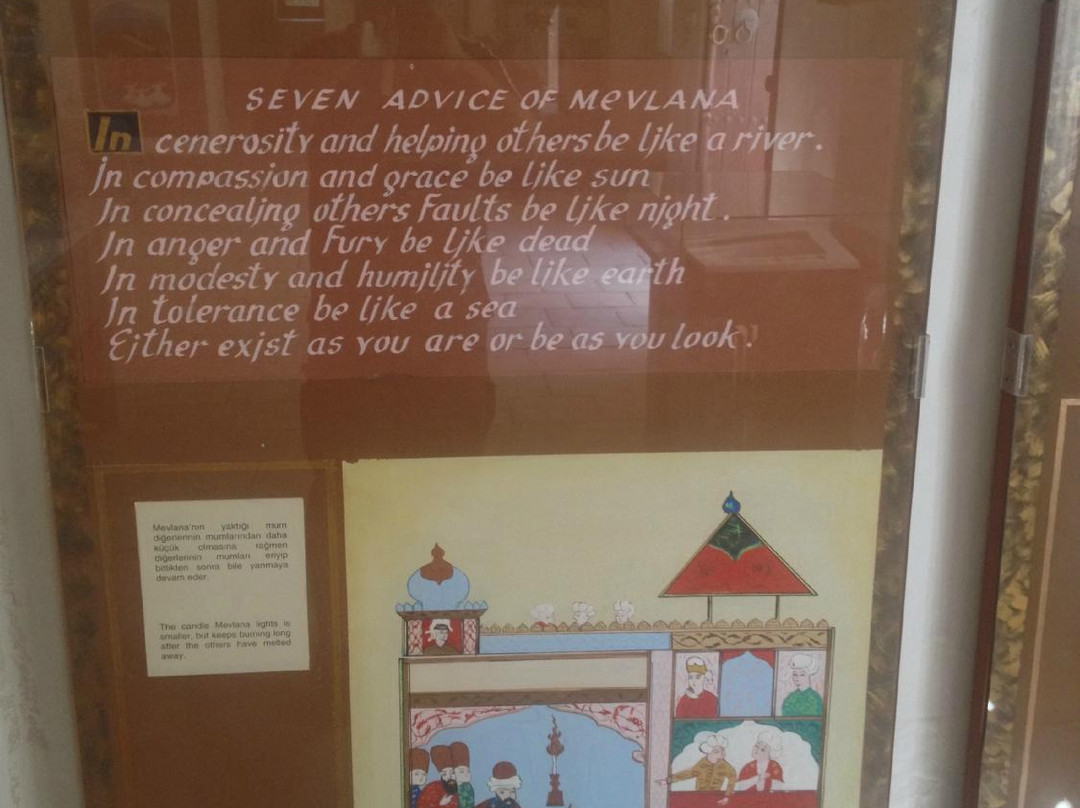 SEVEN ADVICE OF MEVLANA
In cenerosity and helping others be like a river.
In compassion and grace be like sun
In concealing others Faults be like night.
In anger and Fury be like dead
In modesty and humility be like earth
In tolerance be like a sea
Either exist as you are or be as you look.
Mevlana'nın yaktığı mum
diğerlerinin mumlarından daha
küçük olmasına rağmen
diğerlerinin mumları eriyip
bittikten sonra bile yanmaya
devam eder.
The candle Mevlana lights is
smaller, but keeps burning long
after the others have melted
away.